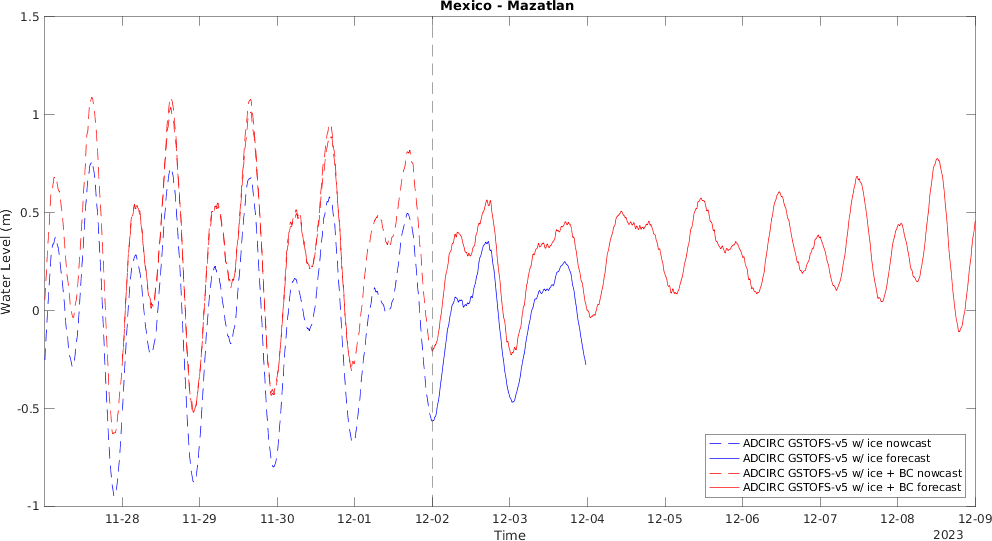 Mexico - Mazatlan
1.5
1
0.5
0
-0.5
-1
Water Level (m)
11-28 11-29 11-30 12-01 12-02 12-03 12-04 12-05 12-06 12-07 12-08 12-09
Time
2023
ADCIRC GSTOFS-v5 w/ ice nowcast
ADCIRC GSTOFS-v5 w/ ice forecast
ADCIRC GSTOFS-v5 w/ ice + BC nowcast
ADCIRC GSTOFS-v5 w/ ice + BC forecast